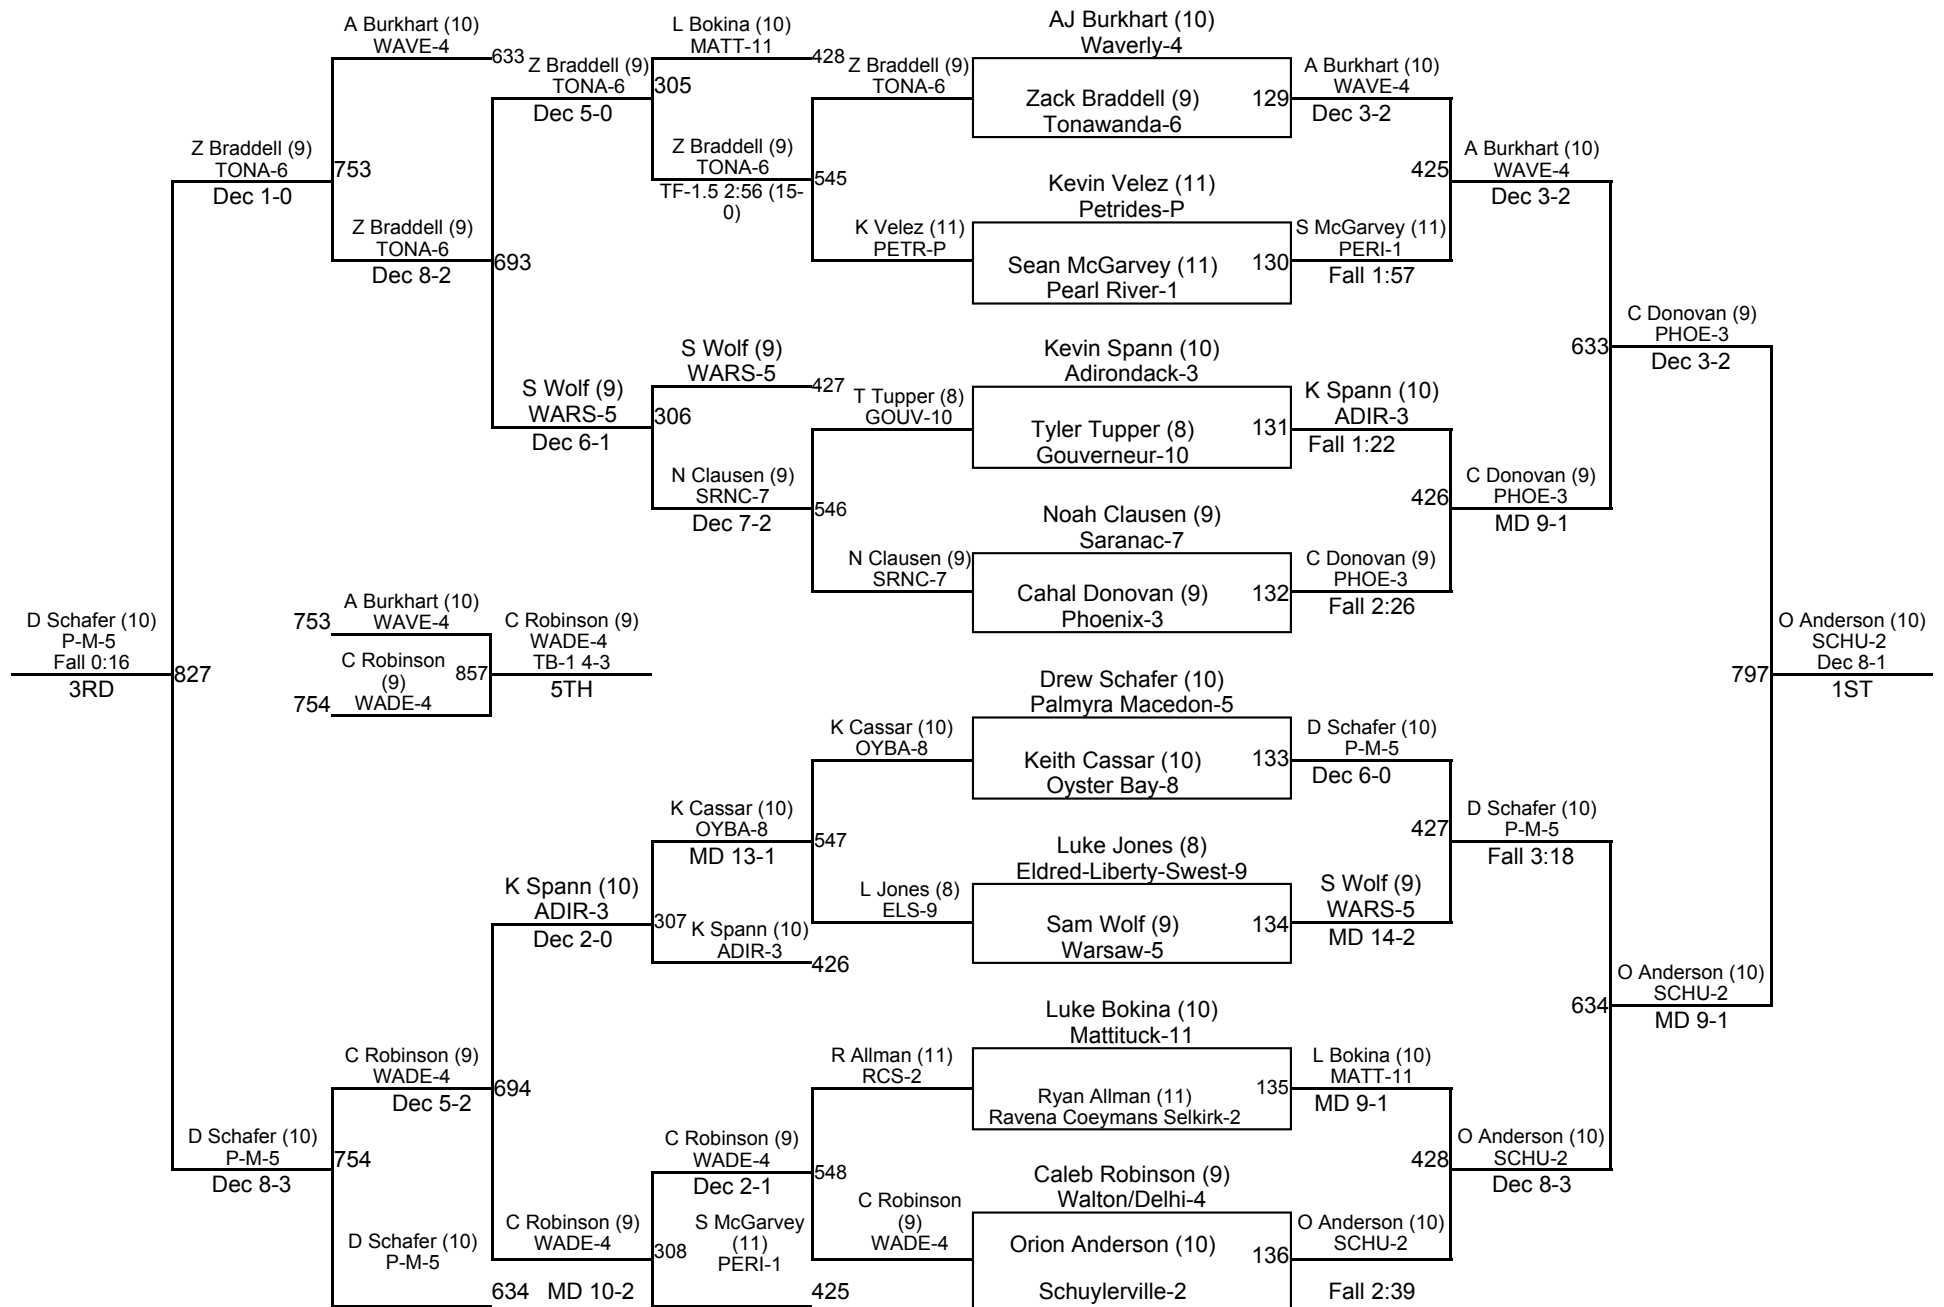 A Burkhart (10)
WAVE-4
633
Z Braddell (9)
TONA-6
Dec 1-0
753
Z Braddell (9)
TONA-6
Dec 8-2
Z Braddell (9)
TONA-6
Dec 5-0
693
S Wolf (9)
WARS-5
Dec 6-1
L Bokina (10)
MATT-11
428
305
Z Braddell (9)
TONA-6
TF-1.5 2:56 (15-
0)
S Wolf (9)
WARS-5
427
306
N Clausen (9)
SRNC-7
Dec 7-2
Z Braddell (9)
TONA-6
545
K Velez (11)
PETR-P
T Tupper (8)
GOUV-10
546
N Clausen (9)
SRNC-7
AJ Burkhart (10)
Waverly-4
Zack Braddell (9)
Tonawanda-6
129
Kevin Velez (11)
Petrides-P
Sean McGarvey (11)
Pearl River-1
130
Kevin Spann (10)
Adirondack-3
Tyler Tupper (8)
Gouverneur-10
131
Noah Clausen (9)
Saranac-7
Cahal Donovan (9)
Phoenix-3
132
A Burkhart (10)
WAVE-4
Dec 3-2
425
S McGarvey (11)
PERI-1
Fall 1:57
K Spann (10)
ADIR-3
Fall 1:22
426
C Donovan (9)
PHOE-3
Fall 2:26
A Burkhart (10)
WAVE-4
Dec 3-2
633
C Donovan (9)
PHOE-3
MD 9-1
C Donovan (9)
PHOE-3
Dec 3-2
D Schafer (10)
P-M-5
Fall 0:16
827
3RD
753
A Burkhart (10)
WAVE-4
C Robinson
(9)
WADE-4
754
857
C Robinson (9)
WADE-4
TB-1 4-3
5TH
797
O Anderson (10)
SCHU-2
Dec 8-1
1ST
K Spann (10)
ADIR-3
Dec 2-0
C Robinson (9)
WADE-4
Dec 5-2
694
D Schafer (10)
P-M-5
Dec 8-3
754
D Schafer (10)
P-M-5
634
C Robinson (9)
WADE-4
MD 10-2
K Cassar (10)
OYBA-8
MD 13-1
307
K Spann (10)
ADIR-3
426
C Robinson (9)
WADE-4
Dec 2-1
308
S McGarvey
(11)
PERI-1
425
K Cassar (10)
OYBA-8
547
L Jones (8)
ELS-9
R Allman (11)
RCS-2
548
C Robinson
(9)
WADE-4
Drew Schafer (10)
Palmyra Macedon-5
Keith Cassar (10)
Oyster Bay-8
133
Luke Jones (8)
Eldred-Liberty-Swest-9
Sam Wolf (9)
Warsaw-5
134
Luke Bokina (10)
Mattituck-11
Ryan Allman (11)
Ravena Coeymans Selkirk-2
135
Caleb Robinson (9)
Walton/Delhi-4
Orion Anderson (10)
Schuylerville-2
136
D Schafer (10)
P-M-5
Dec 6-0
427
S Wolf (9)
WARS-5
MD 14-2
L Bokina (10)
MATT-11
MD 9-1
428
O Anderson (10)
SCHU-2
Fall 2:39
D Schafer (10)
P-M-5
Fall 3:18
634
O Anderson (10)
SCHU-2
Dec 8-3
O Anderson (10)
SCHU-2
MD 9-1